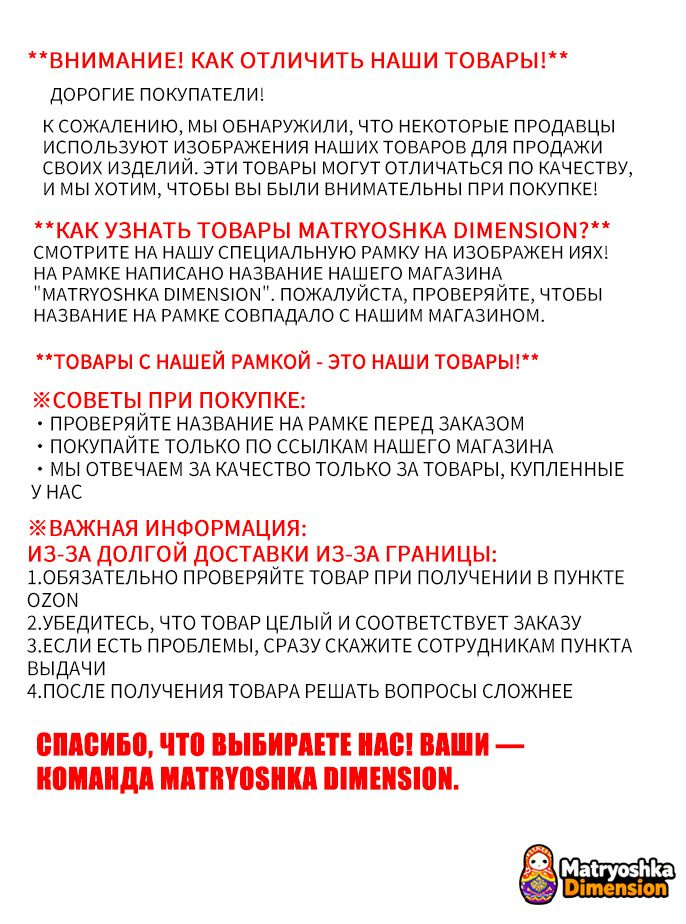 **ВНИМАНИЕ! КАК ОТЛИЧИТЬ НАШИ ТОВАРЫ!**
ДОРОГИЕ ПОКУПАТЕЛИ!
К СОЖАЛЕНИЮ, МЫ ОБНАРУЖИЛИ, ЧТО НЕКОТОРЫЕ ПРОДАВЦЫ
ИСПОЛЬЗУЮТ ИЗОБРАЖЕНИЯ НАШИХ ТОВАРОВ ДЛЯ ПРОДАЖИ
СВОИХ ИЗДЕЛИЙ. ЭТИ ТОВАРЫ МОГУТ ОТЛИЧАТЬСЯ ПО КАЧЕСТВУ,
И МЫ ХОТИМ, ЧТОБЫ ВЫ БЫЛИ ВНИМАТЕЛЬНЫ ПРИ ПОКУПКЕ!
**КАК УЗНАТЬ ТОВАРЫ MATRYOSHKA DIMENSION?**
СМОТРИТЕ НА НАШУ СПЕЦИАЛЬНУЮ РАМКУ НА ИЗОБРАЖЕН ИЯХ!
НА РАМКЕ НАПИСАНО НАЗВАНИЕ НАШЕГО МАГАЗИНА
"MATRYOSHKA DIMENSION". ПОЖАЛУЙСТА, ПРОВЕРЯЙТЕ, ЧТОБЫ
НАЗВАНИЕ НА РАМКЕ СОВПАДАЛО С НАШИМ МАГАЗИНОМ.
**ТОВАРЫ С НАШЕЙ РАМКОЙ - ЭТО НАШИ ТОВАРЫ!**
※СОВЕТЫ ПРИ ПОКУПКЕ:
・ПРОВЕРЯЙТЕ НАЗВАНИЕ НА РАМКЕ ПЕРЕД ЗАКАЗОМ
・ПОКУПАЙТЕ ТОЛЬКО ПО ССЫЛКАМ НАШЕГО МАГАЗИНА
・МЫ ОТВЕЧАЕМ ЗА КАЧЕСТВО ТОЛЬКО ЗА ТОВАРЫ, КУПЛЕННЫЕ
У НАС
※ВАЖНАЯ ИНФОРМАЦИЯ:
ИЗ-ЗА ДОЛГОЙ ДОСТАВКИ ИЗ-ЗА ГРАНИЦЫ:
1.ОБЯЗАТЕЛЬНО ПРОВЕРЯЙТЕ ТОВАР ПРИ ПОЛУЧЕНИИ В ПУНКТЕ
OZON
2.УБЕДИТЕСЬ, ЧТО ТОВАР ЦЕЛЫЙ И СООТВЕТСТВУЕТ ЗАКАЗУ
3.ЕСЛИ ЕСТЬ ПРОБЛЕМЫ, СРАЗУ СКАЖИТЕ СОТРУДНИКАМ ПУНКТА
ВЫДАЧИ
4.ПОСЛЕ ПОЛУЧЕНИЯ ТОВАРА РЕШАТЬ ВОПРОСЫ СЛОЖНЕЕ
СПАСИБО, ЧТО ВЫБИРАЕТЕ НАС! ВАШИ —
КОМАНДА MATRYOSHKA DIMENSION.
Matryoshka
Dimension